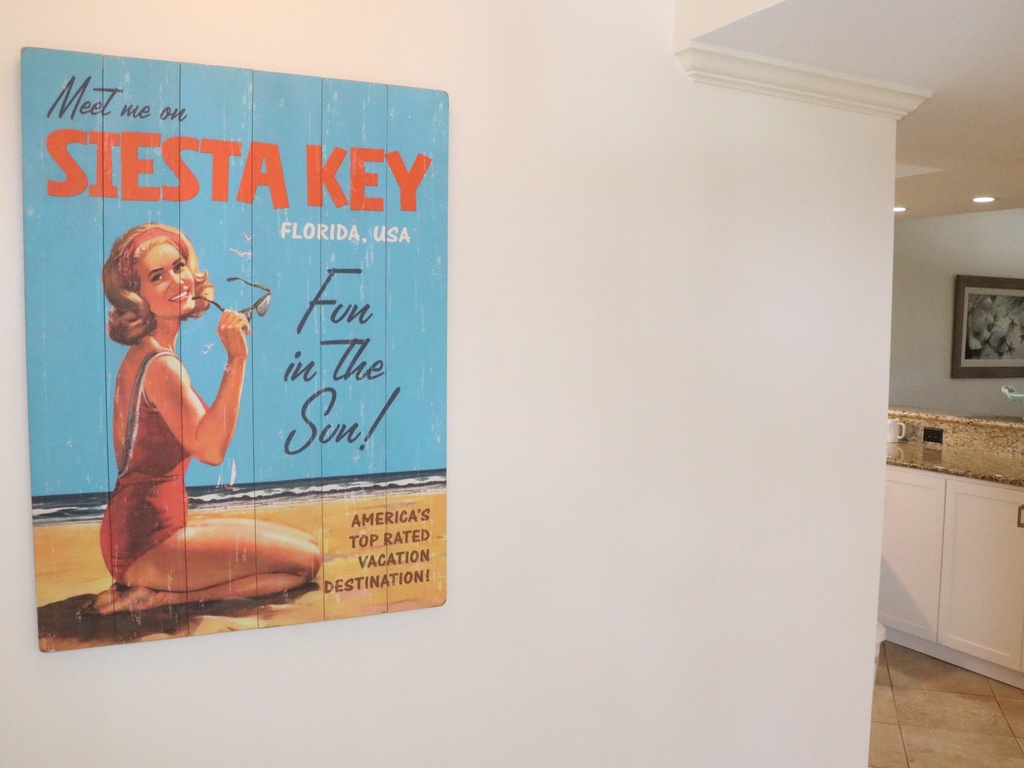 Meet me on
SIESTA KEY
FLORIDA, USA
Fun
in The
Sun!
AMERICA'S
TOP RATED
VACATION
DESTINATION!